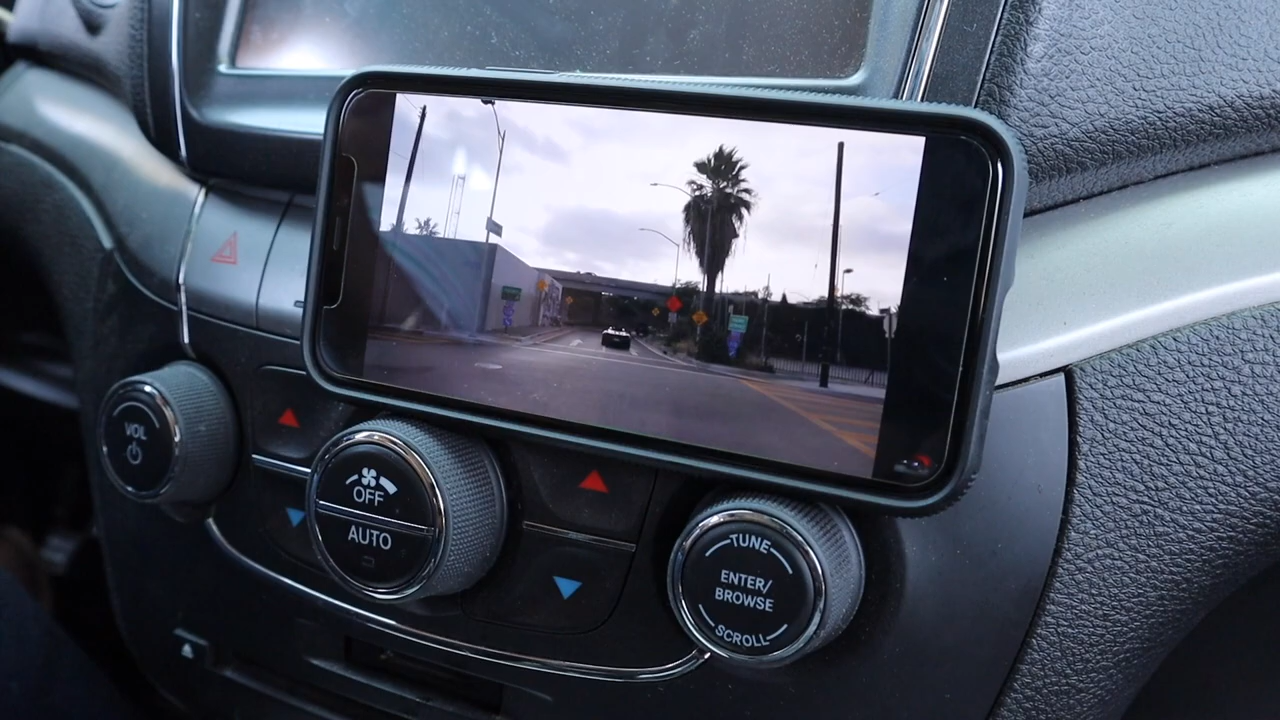 VOL
OFF
AUTO
TUNE
ENTER/
BROWSE
SCROLL